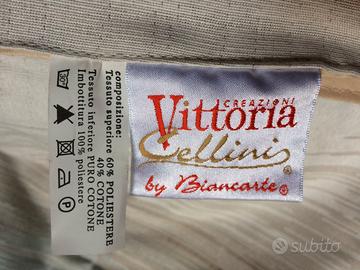 composizione:
Tessuto superiore 60% POLIESTERE
40% COTONE
Tessuto inferiore PURO COTONE
Imbottitura 100% poliestere
30°
P
CREAZIONI
Vittoria
Cellini®
by Biancarte®
subito